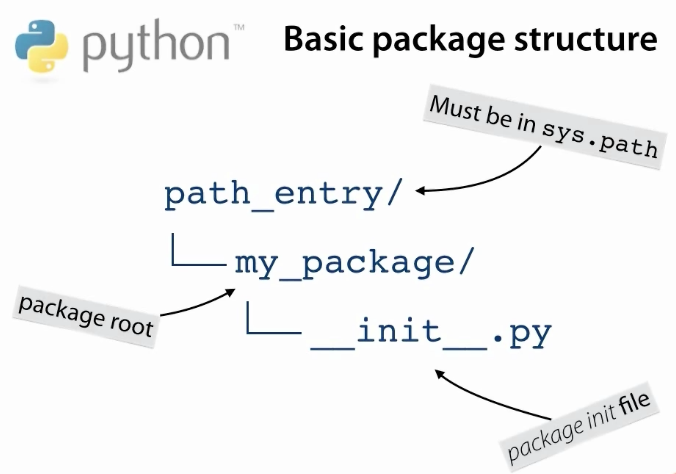 python™
Basic package structure
Must be in sys.path
path_entry/
my_package/
package root
__init__.py
package init file